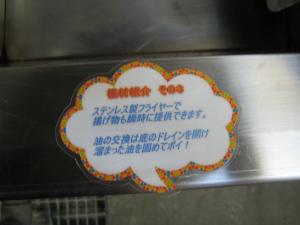 機材紹介　その3
ステンレス製フライヤーで
揚げ物も瞬時に提供できます。
油の交換は底のドレインを開け
溜まった油を固めてポイ！